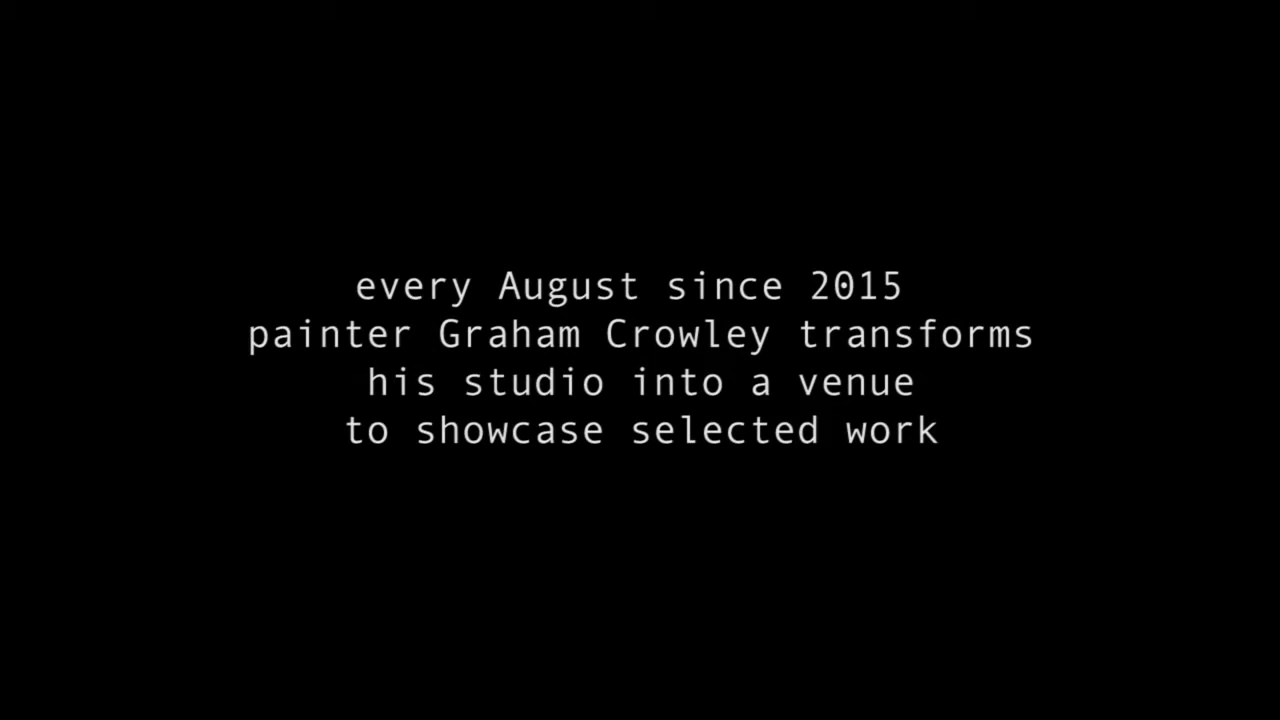 every August since 2015
painter Graham Crowley transforms
his studio into a venue
to showcase selected work